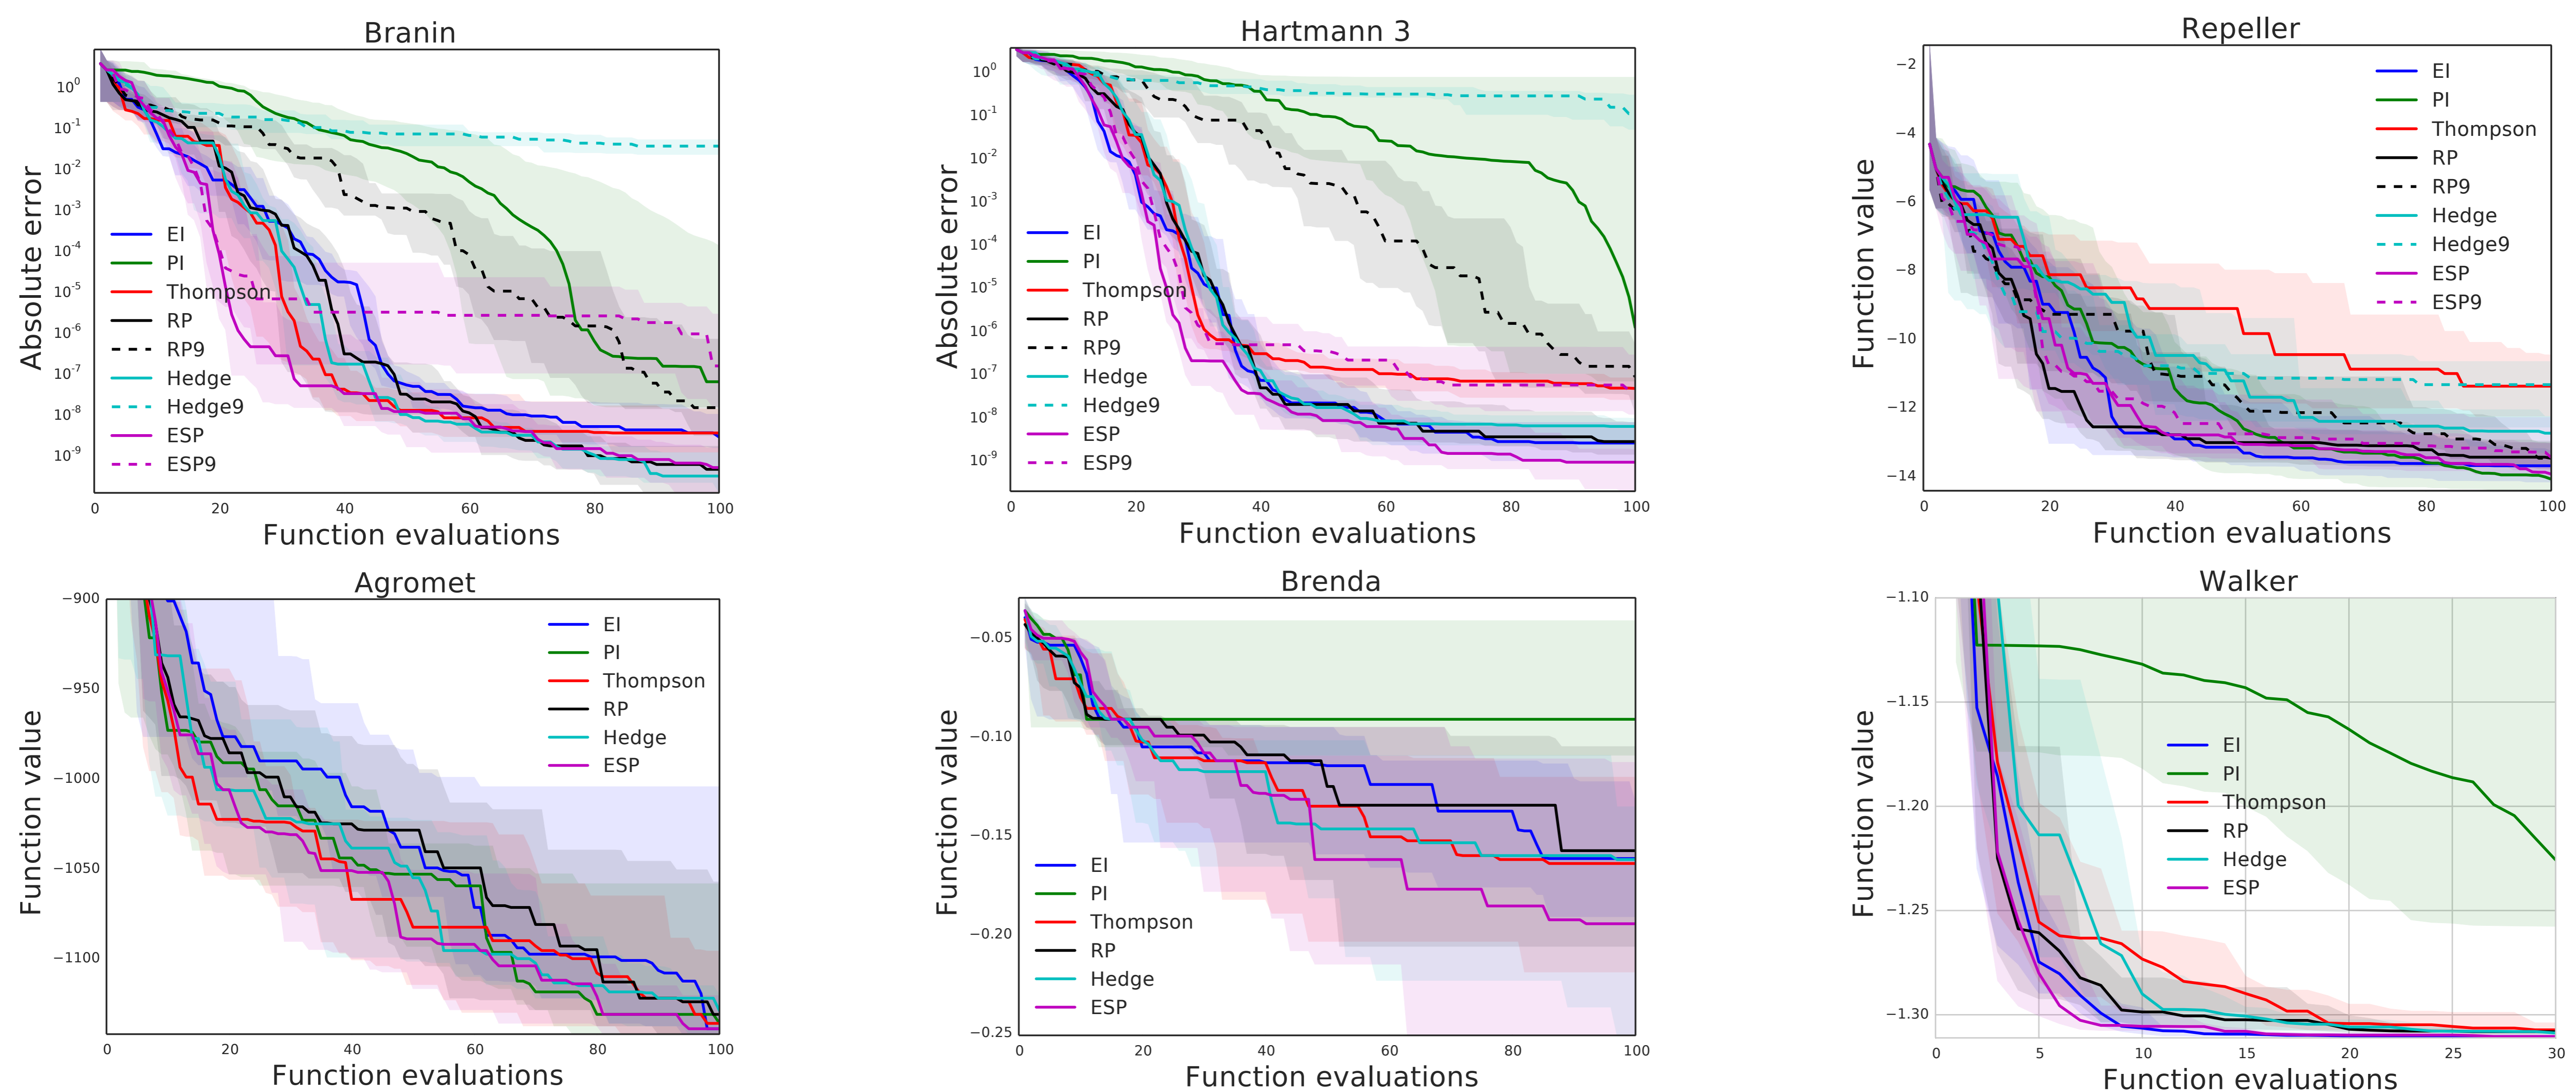 Branin
Absolute error
10^0
10^-1
10^-2
10^-3
10^-4
10^-5
10^-6
10^-7
10^-8
10^-9
EI
PI
Thompson
RP
RP9
Hedge
Hedge9
ESP
ESP9
0 20 40 60 80 100
Function evaluations
Hartmann 3
Absolute error
10^0
10^-1
10^-2
10^-3
10^-4
10^-5
10^-6
10^-7
10^-8
10^-9
EI
PI
Thompson
RP
RP9
Hedge
Hedge9
ESP
ESP9
0 20 40 60 80 100
Function evaluations
Repeller
Function value
−2
−4
−6
−8
−10
−12
−14
EI
PI
Thompson
RP
RP9
Hedge
Hedge9
ESP
ESP9
0 20 40 60 80 100
Function evaluations
Agromet
Function value
−900
−950
−1000
−1050
−1100
EI
PI
Thompson
RP
Hedge
ESP
0 20 40 60 80 100
Function evaluations
Brenda
Function value
−0.05
−0.10
−0.15
−0.20
−0.25
EI
PI
Thompson
RP
Hedge
ESP
0 20 40 60 80 100
Function evaluations
Walker
Function value
−1.10
−1.15
−1.20
−1.25
−1.30
EI
PI
Thompson
RP
Hedge
ESP
0 5 10 15 20 25 30
Function evaluations